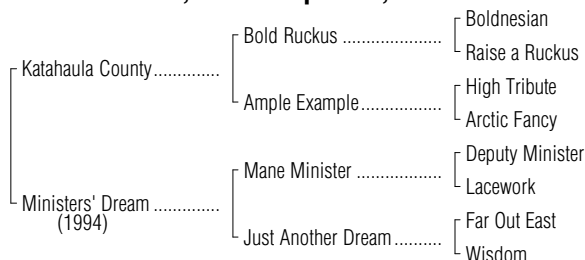 Boldnesian
Bold Ruckus
Raise a Ruckus
Katahaula County
High Tribute
Ample Example
Arctic Fancy
Deputy Minister
Mane Minister
Lacework
Ministers' Dream
(1994)
Far Out East
Just Another Dream
Wisdom